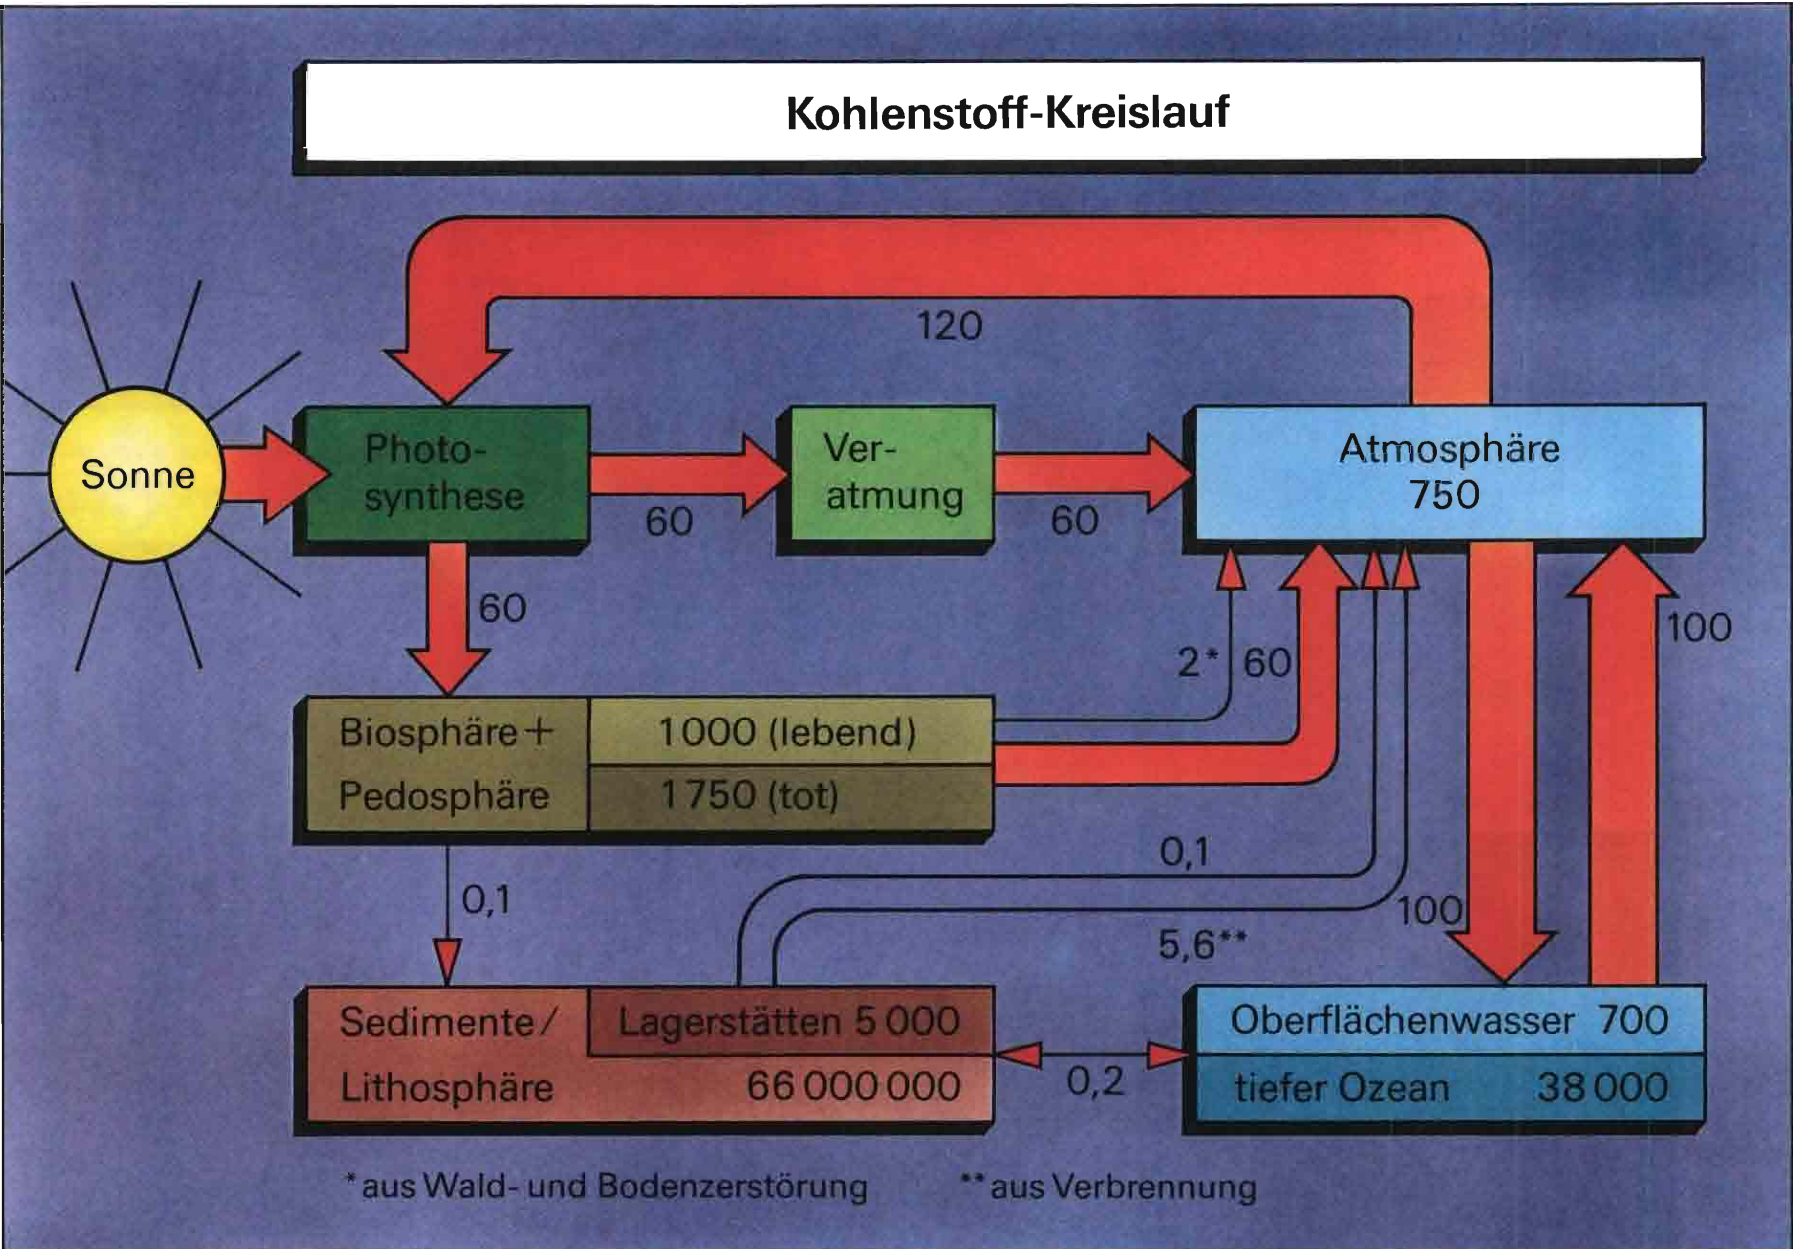 Kohlenstoff-Kreislauf
120
Sonne
Photo-
synthese
60
Ver-
atmung
60
Atmosphäre
750
60
2* 60
100
Biosphäre +
Pedosphäre
1000 (lebend)
1750 (tot)
0,1
0,1
5,6**
100
Sedimente/
Lithosphäre
Lagerstätten 5 000
66 000 000
0,2
Oberflächenwasser 700
tiefer Ozean 38 000
*aus Wald- und Bodenzerstörung
**aus Verbrennung